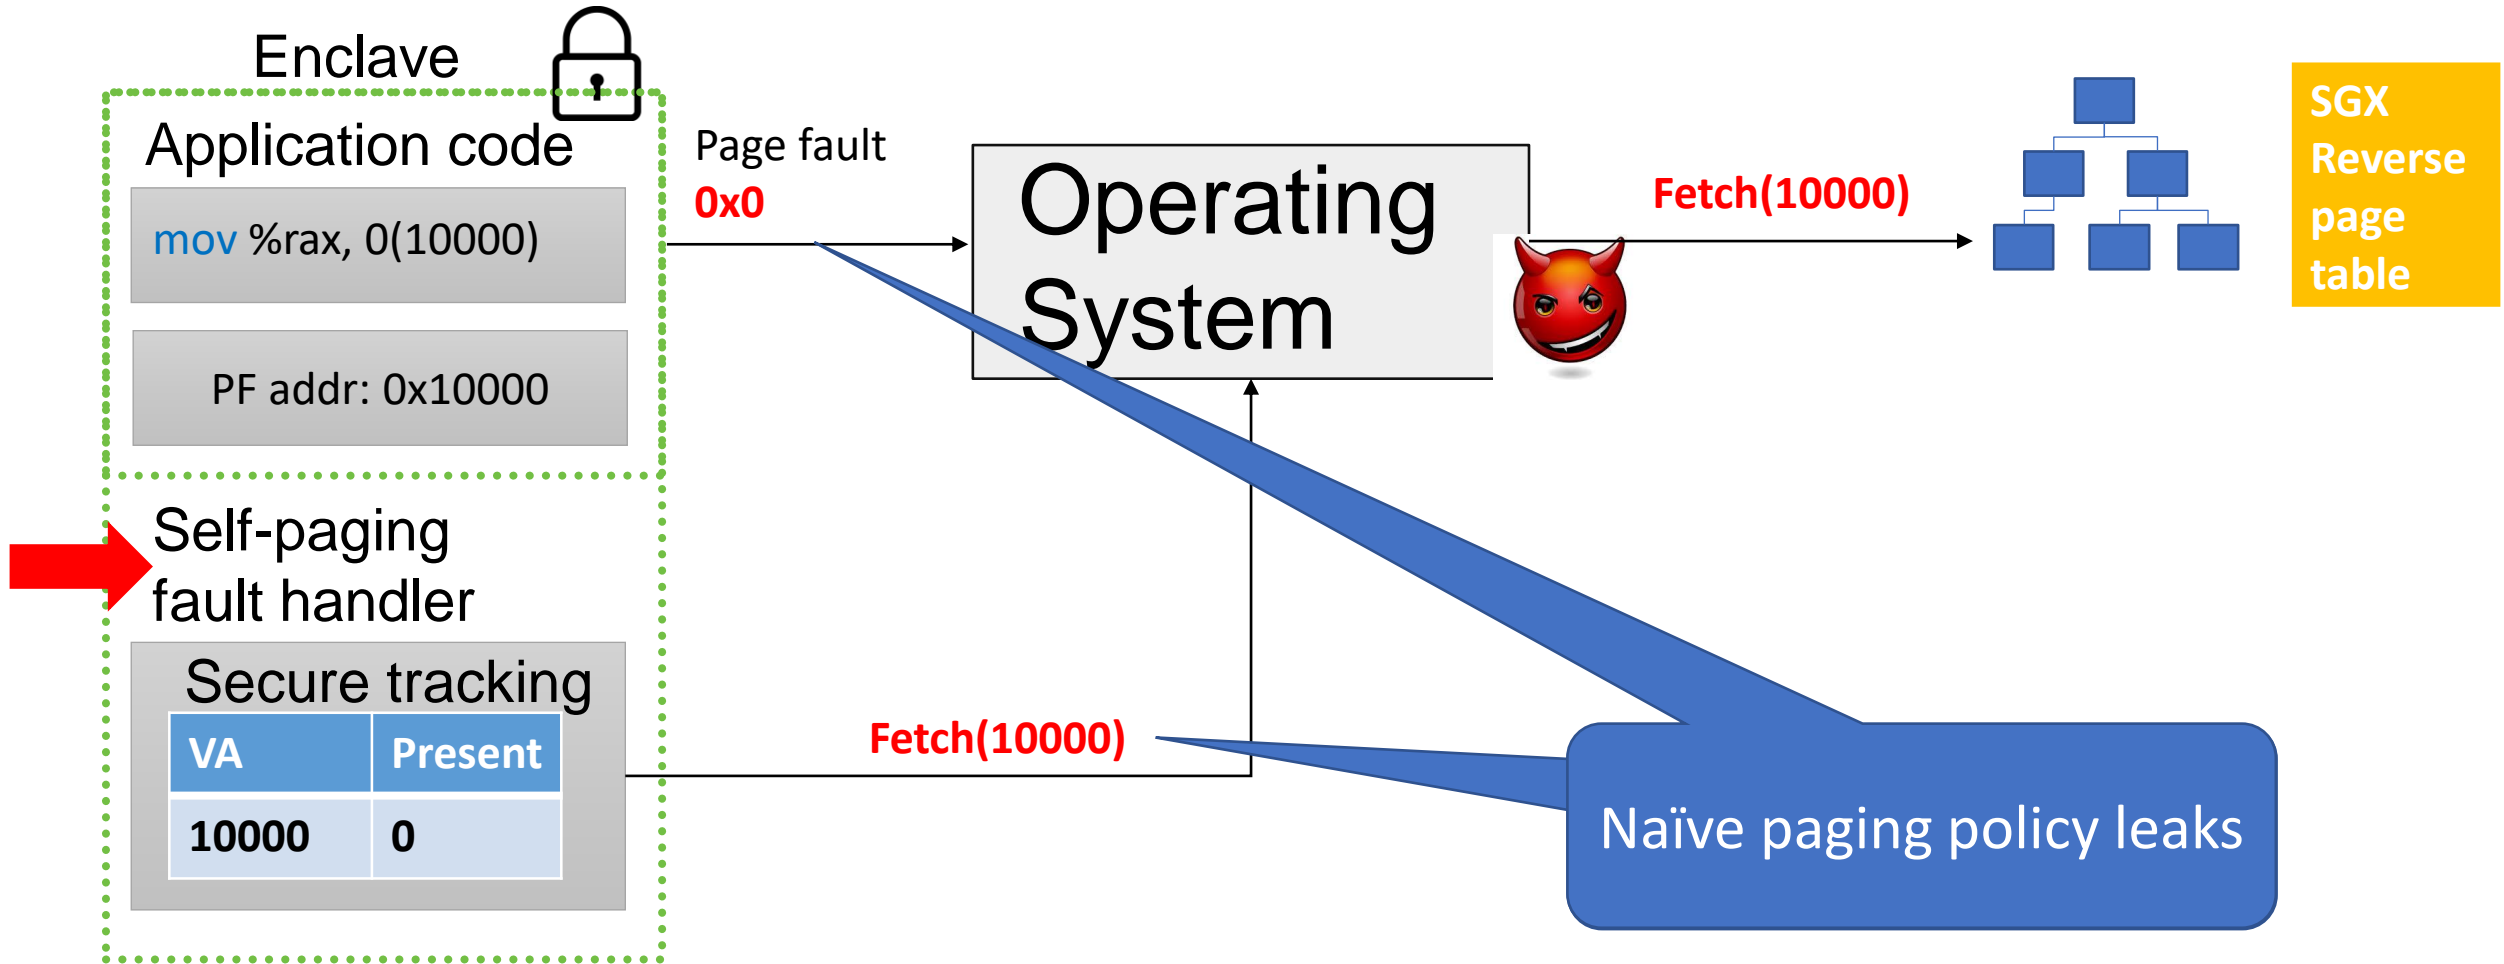 Enclave
Application code
mov %rax, 0(10000)
PF addr: 0x10000
Self-paging
fault handler
Secure tracking
VA Present
10000 0
Page fault
0x0
Operating
System
Fetch(10000)
Fetch(10000)
SGX
Reverse
page
table
Naïve paging policy leaks